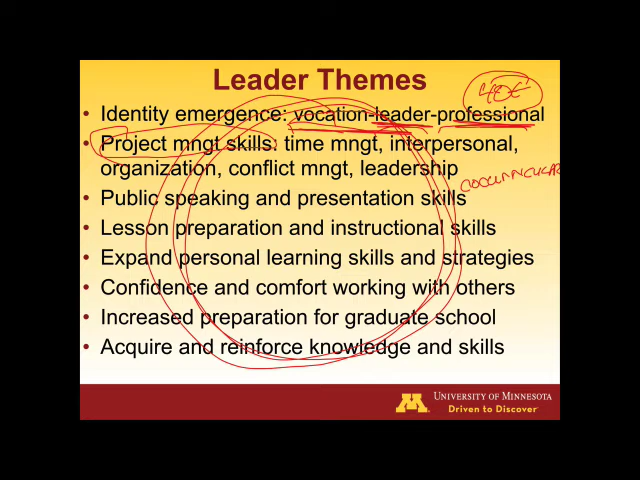 Leader Themes
• Identity emergence: vocation-leader-professional
• Project mngt skills: time mngt, interpersonal,
organization, conflict mngt, leadership
• Public speaking and presentation skills
• Lesson preparation and instructional skills
• Expand personal learning skills and strategies
• Confidence and comfort working with others
• Increased preparation for graduate school
• Acquire and reinforce knowledge and skills
M
UNIVERSITY OF MINNESOTA
Driven to Discover